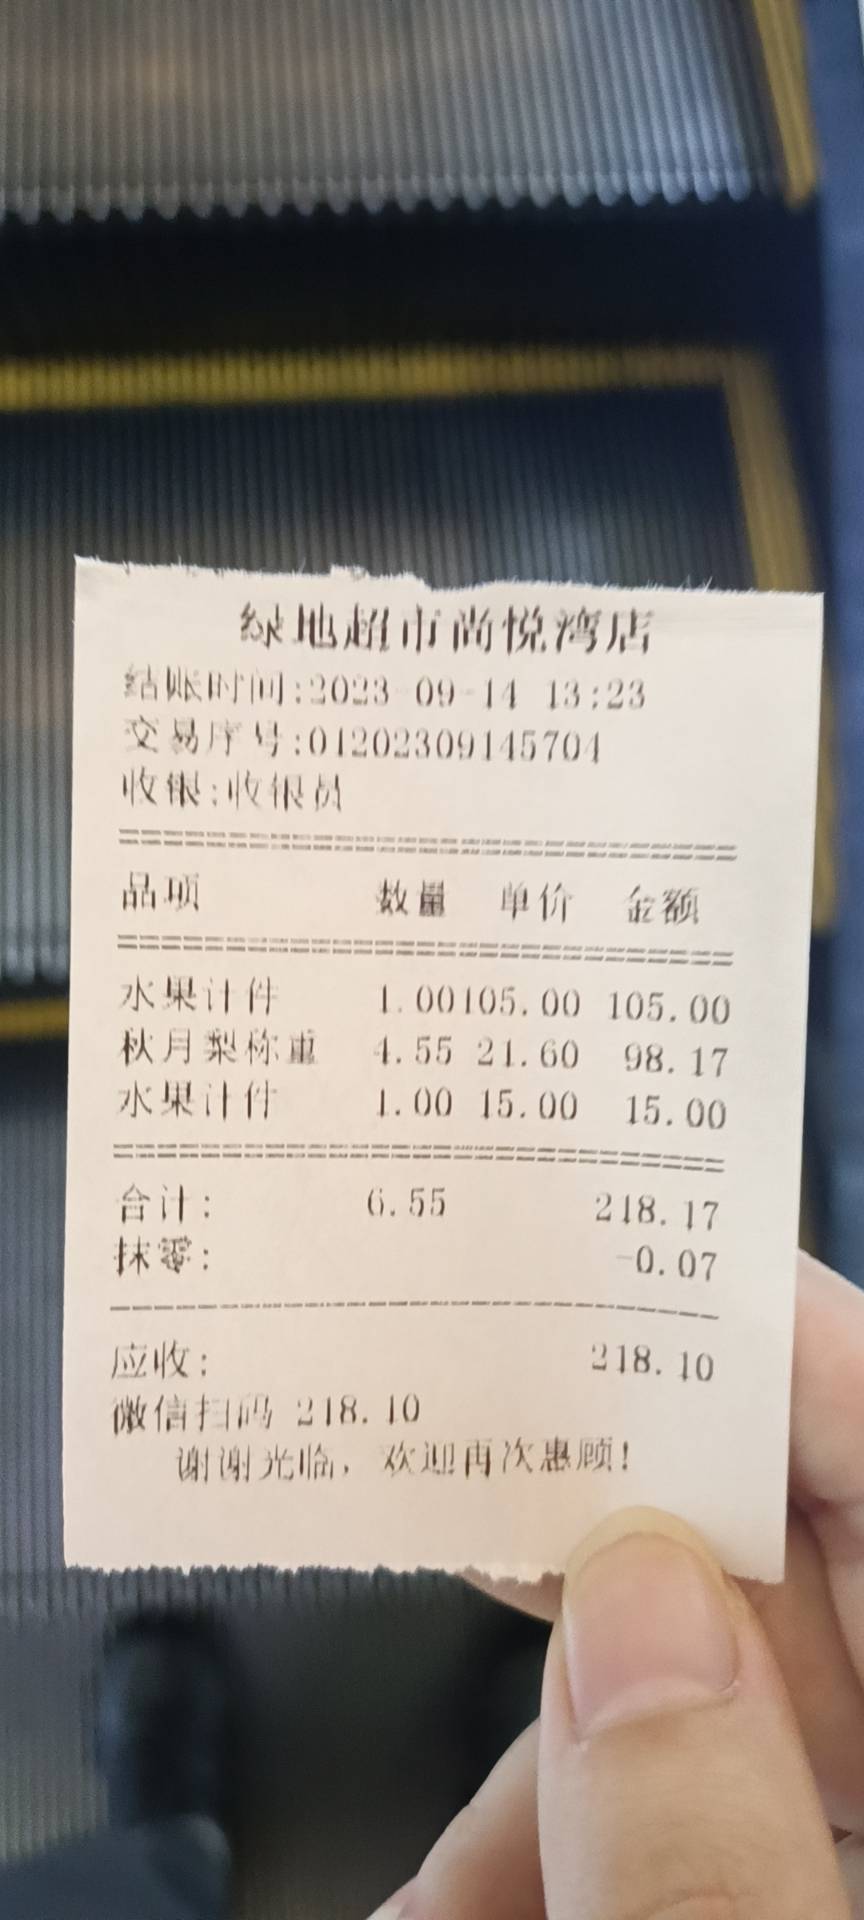 绿地超市尚悦湾店
结账时间:2023-09-14 13:23
交易序号:01202309145704
收银:收银员
品项 数量 单价 金额
水果计件 1.00 105.00 105.00
秋月梨称重 4.55 21.60 98.17
水果计件 1.00 15.00 15.00
合计: 6.55 218.17
抹零: -0.07
应收: 218.10
微信扫码 218.10
谢谢光临，欢迎再次惠顾!